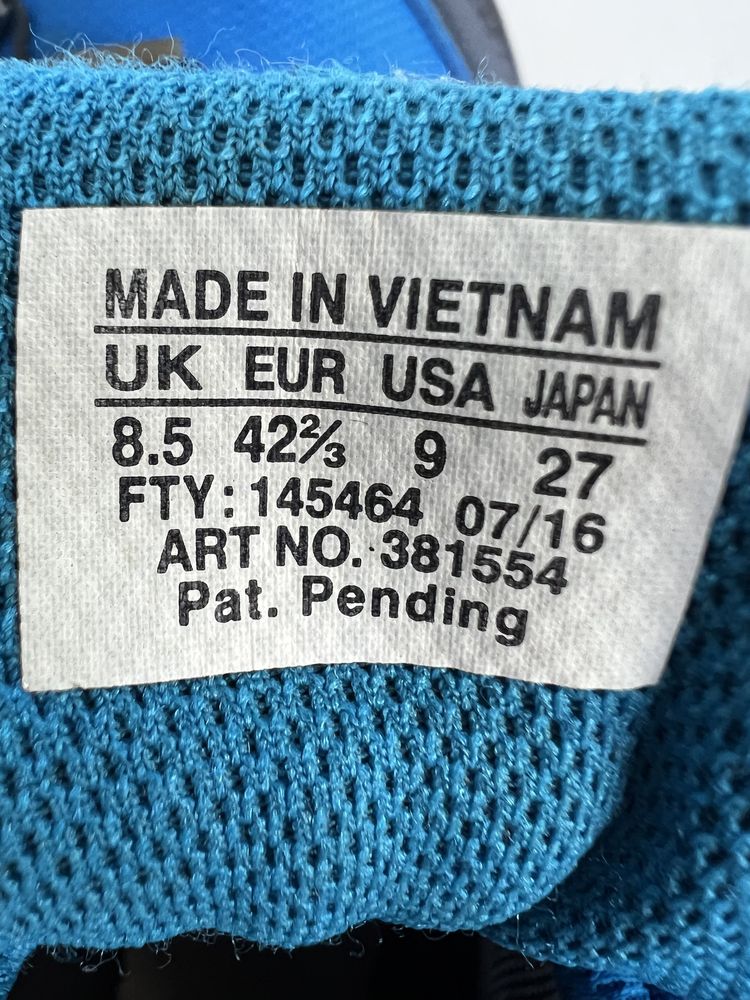 MADE IN VIETNAM
UK EUR USA JAPAN
8.5 42⅔ 9 27
FTY: 145464 07/16
ART NO. 381554
Pat. Pending